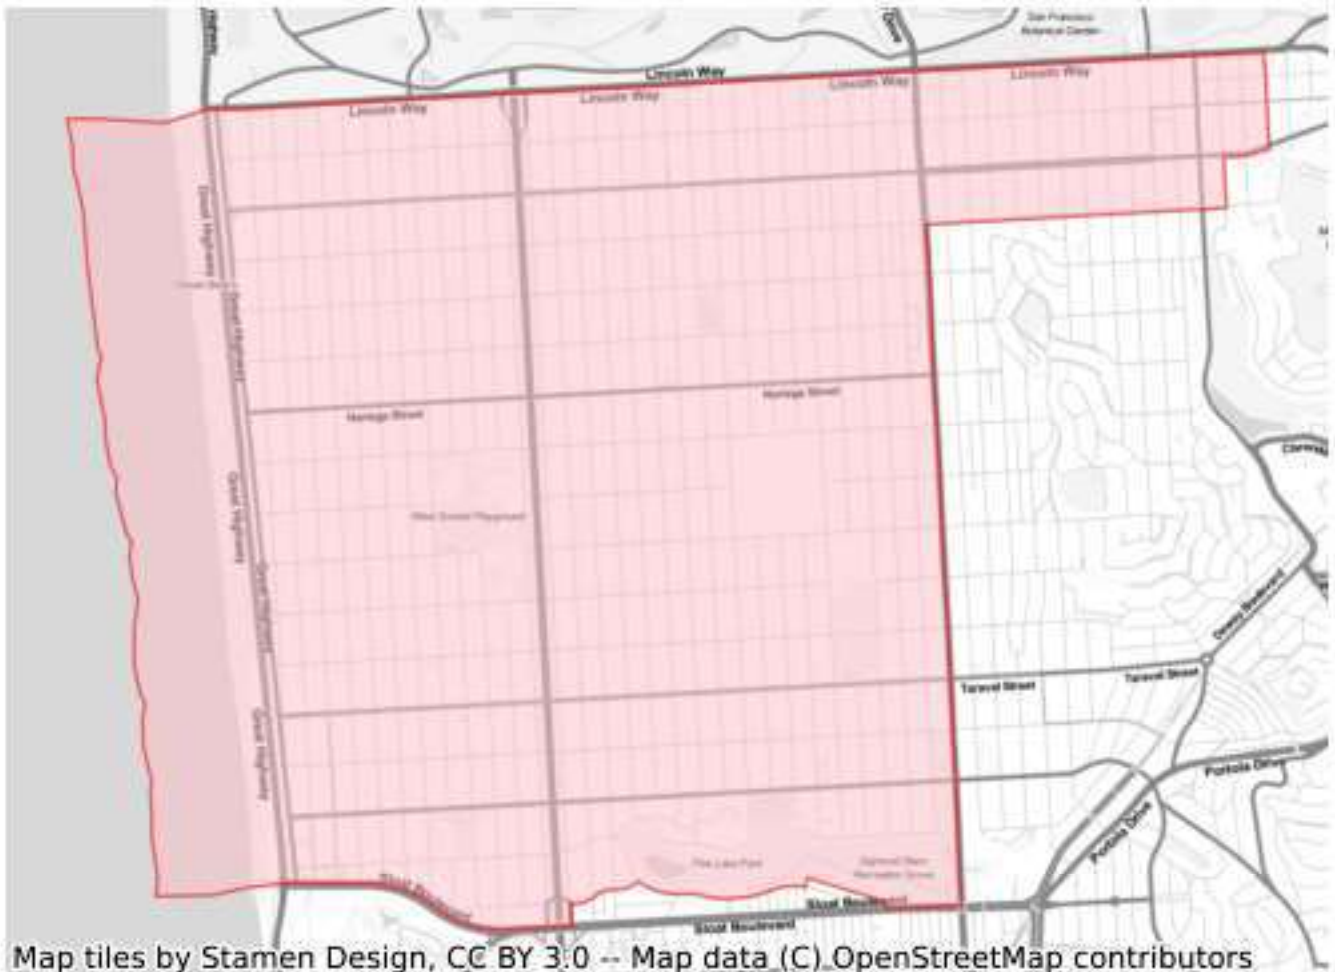 San Francisco
Botanical Garden
Lincoln Way
Lincoln Way
Lincoln Way
Lincoln Way
Lincoln Way
Great Highway
Great Highway
Noriega Street
Noriega Street
West Sunset Playground
Great Highway
Great Highway
Dewey Boulevard
Taraval Street
Taraval Street
Great Highway
Portola Drive
Portola Drive
Pine Lake Park
Sloat Boulevard
Sloat Boulevard
Sloat Boulevard
Map tiles by Stamen Design, CC BY 3.0 -- Map data (C) OpenStreetMap contributors